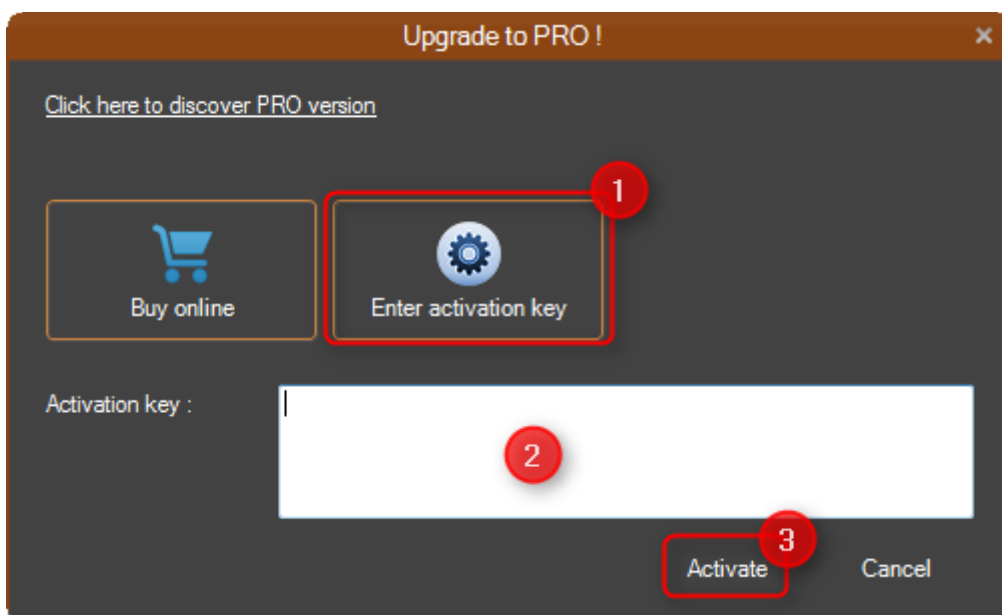 Upgrade to PRO !
Click here to discover PRO version
1
Buy online
Enter activation key
Activation key :
2
3
Activate
Cancel